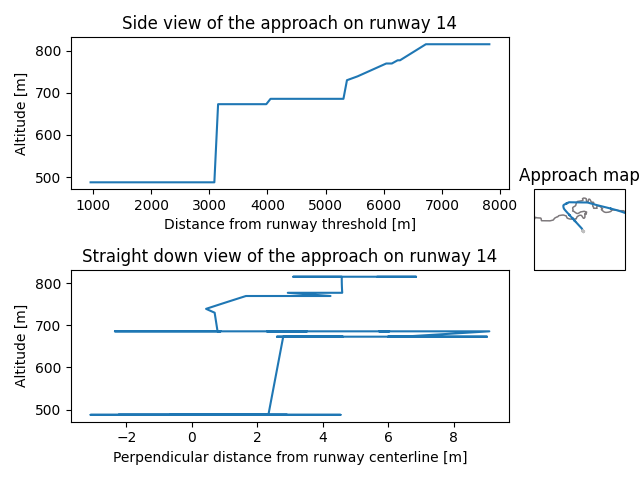 Side view of the approach on runway 14
800
700
600
500
Altitude [m]
1000 2000 3000 4000 5000 6000 7000 8000
Distance from runway threshold [m]
Approach map
Straight down view of the approach on runway 14
800
700
600
500
Altitude [m]
−2 0 2 4 6 8
Perpendicular distance from runway centerline [m]